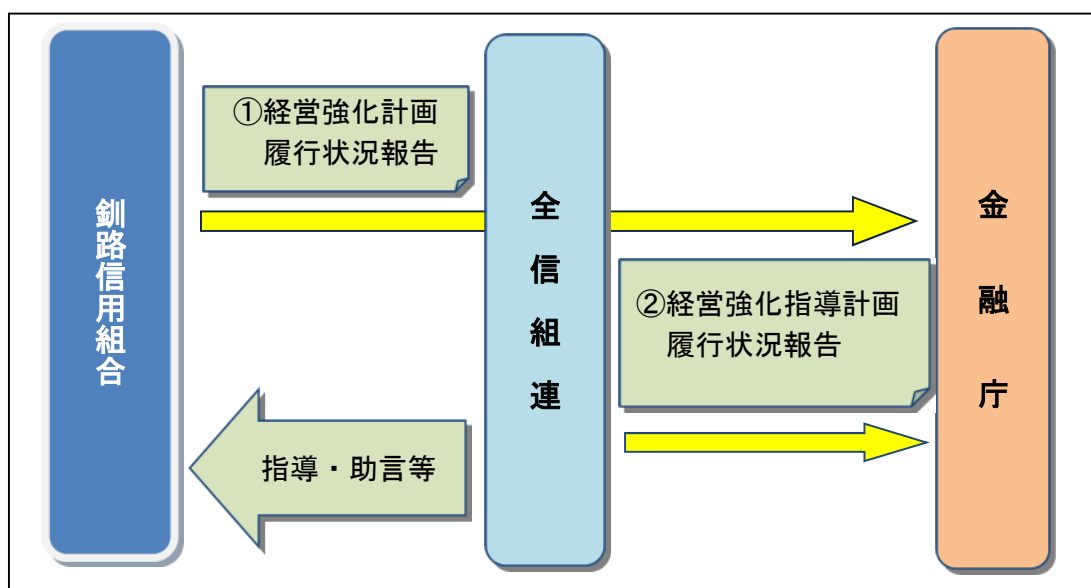 釧路信用組合
①経営強化計画
履行状況報告
全信組連
②経営強化指導計画
履行状況報告
金融庁
指導・助言等